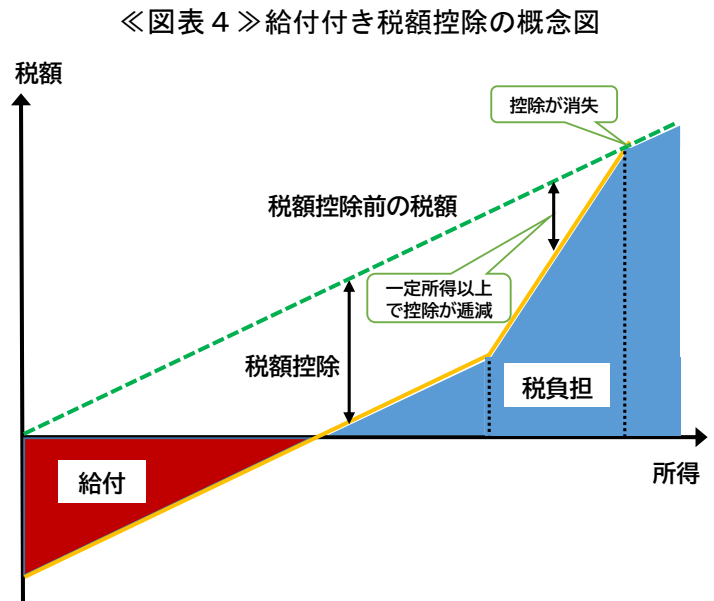 ≪図表４≫給付付き税額控除の概念図
税額
控除が消失
税額控除前の税額
一定所得以上
で控除が逓減
税額控除
税負担
給付
所得